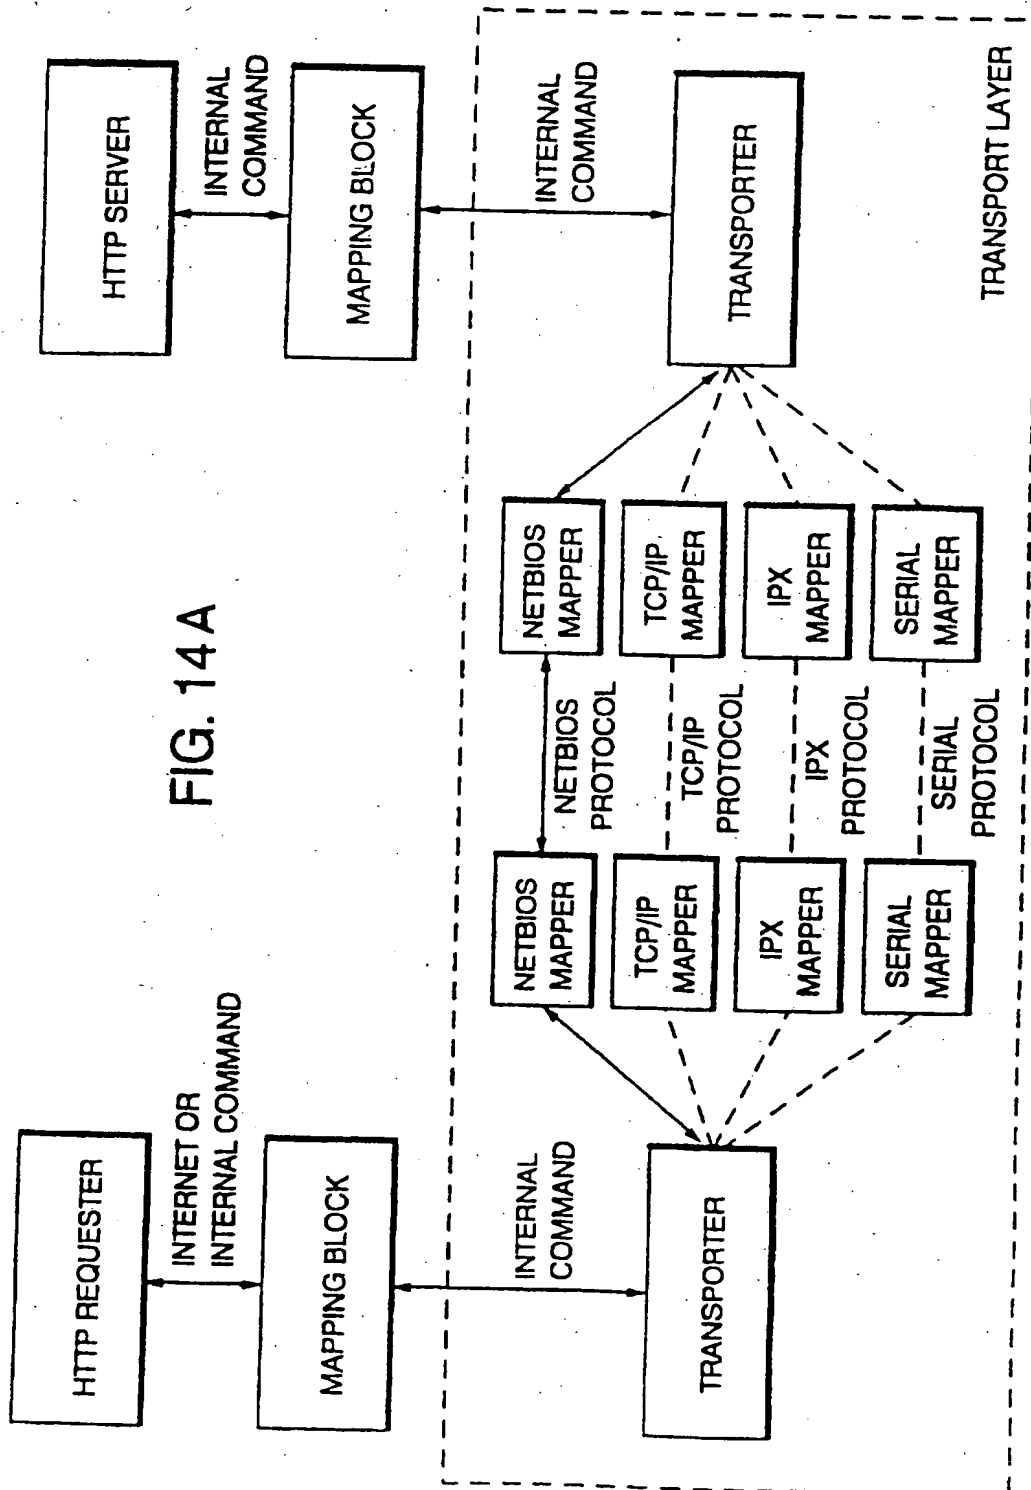 FIG. 14A
HTTP REQUESTER
INTERNET OR
INTERNAL COMMAND
MAPPING BLOCK
INTERNAL
COMMAND
TRANSPORTER
HTTP SERVER
INTERNAL
COMMAND
MAPPING BLOCK
INTERNAL
COMMAND
TRANSPORTER
NETBIOS
MAPPER
NETBIOS
PROTOCOL
NETBIOS
MAPPER
TCP/IP
MAPPER
TCP/IP
PROTOCOL
TCP/IP
MAPPER
IPX
MAPPER
IPX
PROTOCOL
IPX
MAPPER
SERIAL
MAPPER
SERIAL
PROTOCOL
SERIAL
MAPPER
TRANSPORT LAYER